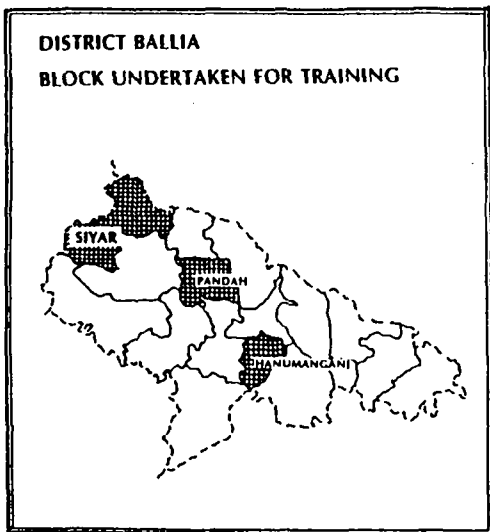 DISTRICT BALLIA
BLOCK UNDERTAKEN FOR TRAINING
SIYAR
PANDAH
HANUMANGANJ